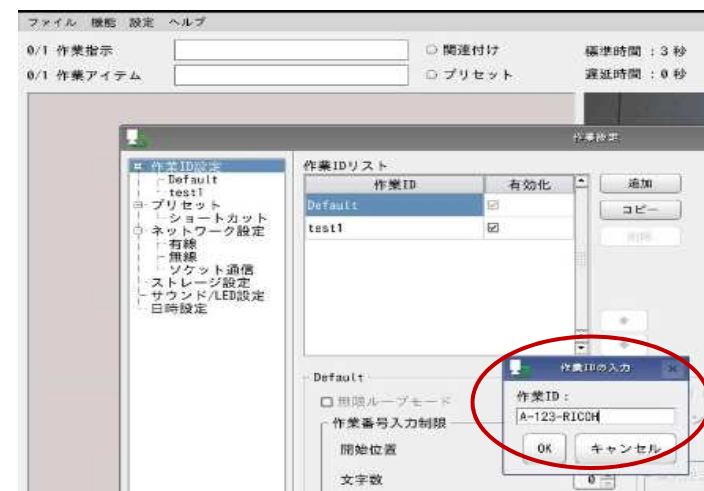 ファイル 機能 設定 ヘルプ
0/1 作業指示
○ 関連付け
標準時間 : 3 秒
0/1 作業アイテム
○ プリセット
遅延時間 : 0 秒
作業設定
作業ID設定
Default
test1
プリセット
ショートカット
ネットワーク設定
有線
無線
ソケット通信
ストレージ設定
サウンド/LED設定
日時設定
作業IDリスト
作業ID 有効化
Default
test1
追加
コピー
削除
Default
無限ループモード
作業番号入力制限
開始位置
文字数
0
作業IDの入力
作業ID :
A-123-RICOH
OK キャンセル